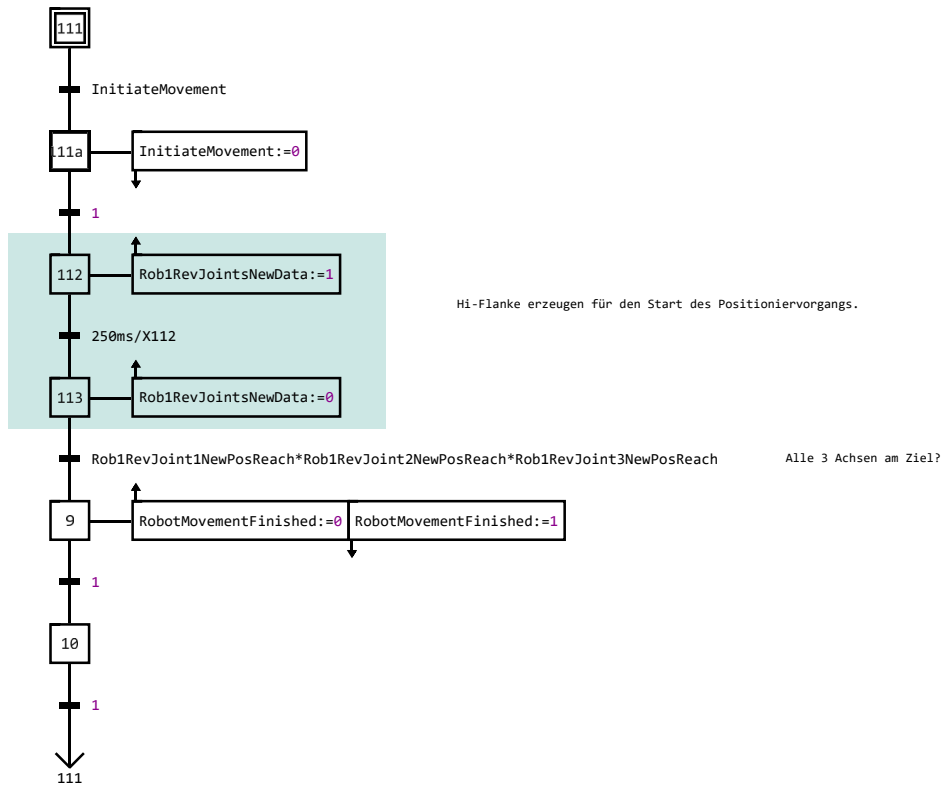 111
InitiateMovement
111a InitiateMovement:=0
1
112 Rob1RevJointsNewData:=1
Hi-Flanke erzeugen für den Start des Positioniervorgangs.
250ms/X112
113 Rob1RevJointsNewData:=0
Rob1RevJoint1NewPosReach*Rob1RevJoint2NewPosReach*Rob1RevJoint3NewPosReach Alle 3 Achsen am Ziel?
9 RobotMovementFinished:=0 RobotMovementFinished:=1
1
10
1
111